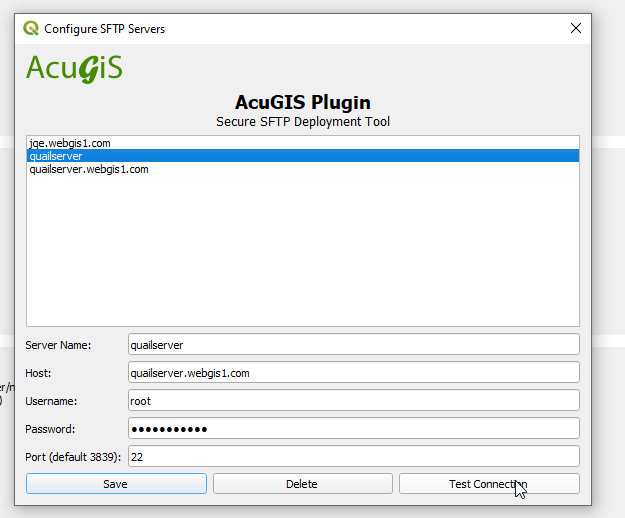 Configure SFTP Servers
AcuGIS
AcuGIS Plugin
Secure SFTP Deployment Tool
jqe.webgis1.com
quailserver
quailserver.webgis1.com
Server Name: quailserver
Host: quailserver.webgis1.com
Username: root
Password: ●●●●●●●●●●●
er/n
)
Port (default 3839): 22
Save Delete Test Connection